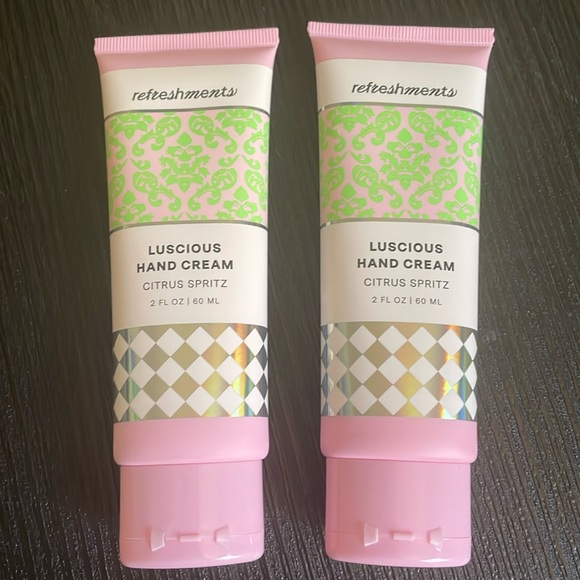 refreshments
LUSCIOUS
HAND CREAM
CITRUS SPRITZ
2 FL OZ | 60 ML
refreshments
LUSCIOUS
HAND CREAM
CITRUS SPRITZ
2 FL OZ | 60 ML